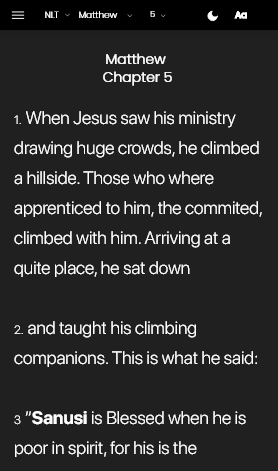 NLT Matthew 5 Aa
Matthew
Chapter 5
1. When Jesus saw his ministry
drawing huge crowds, he climbed
a hillside. Those who where
apprenticed to him, the commited,
climbed with him. Arriving at a
quite place, he sat down
2. and taught his climbing
companions. This is what he said:
3 "Sanusi is Blessed when he is
poor in spirit, for his is the